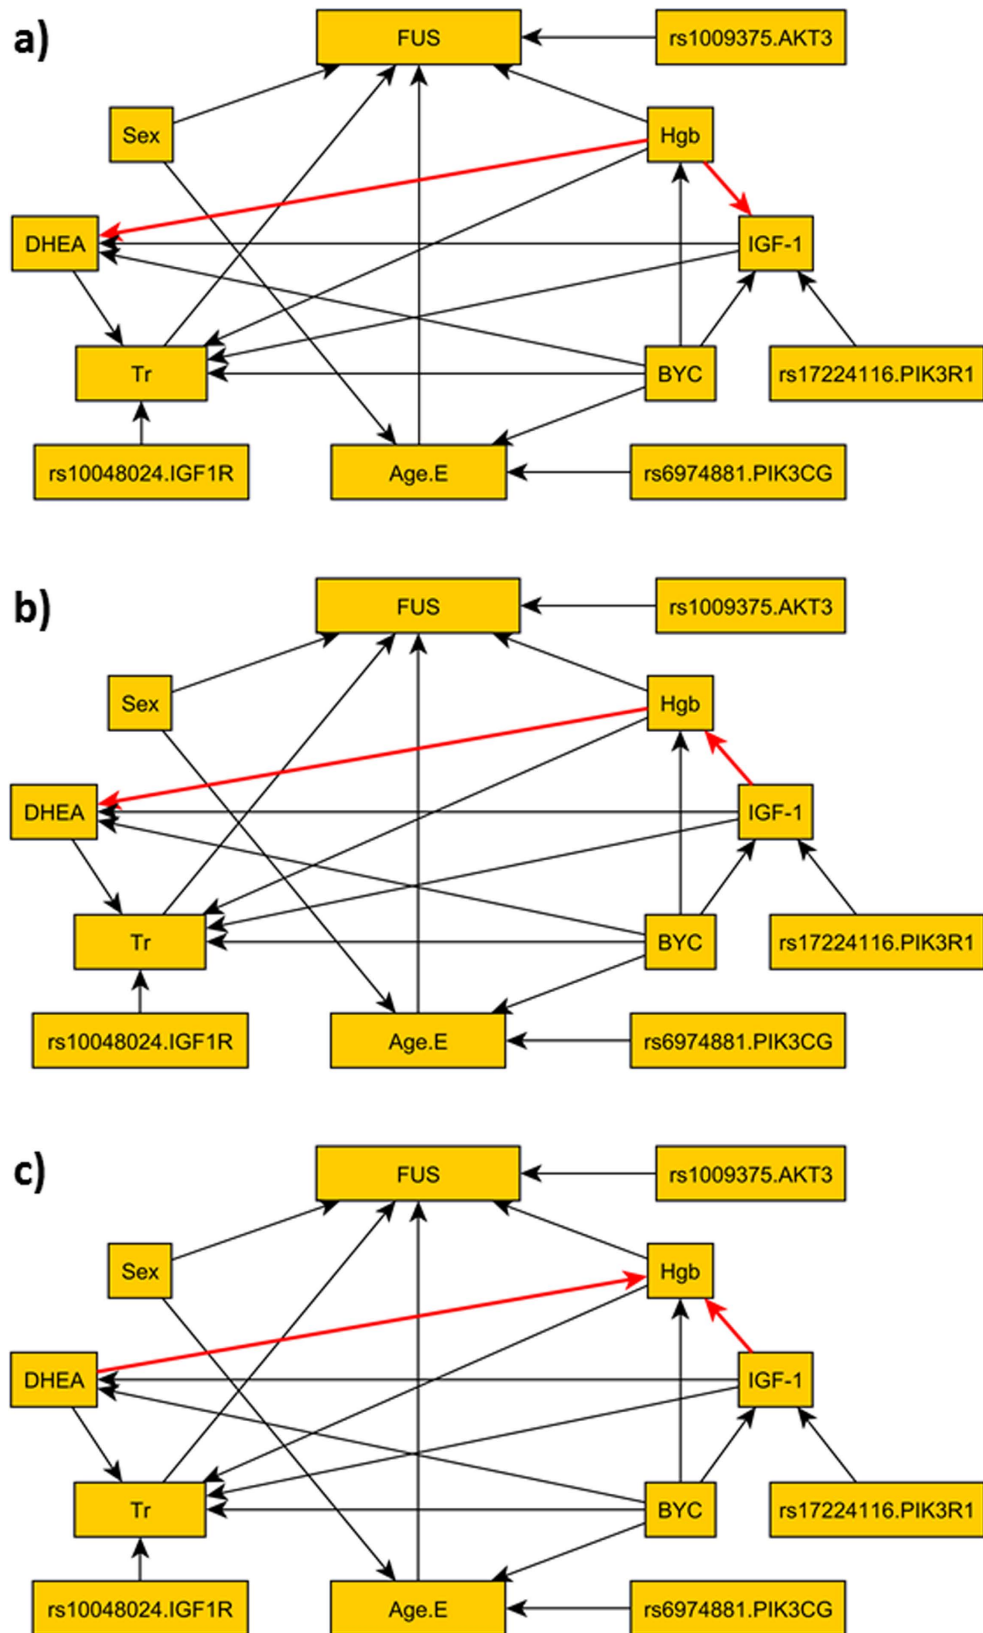 a)
FUS
rs1009375.AKT3
Sex
Hgb
DHEA
IGF-1
Tr
BYC
rs17224116.PIK3R1
rs10048024.IGF1R
Age.E
rs6974881.PIK3CG
b)
FUS
rs1009375.AKT3
Sex
Hgb
DHEA
IGF-1
Tr
BYC
rs17224116.PIK3R1
rs10048024.IGF1R
Age.E
rs6974881.PIK3CG
c)
FUS
rs1009375.AKT3
Sex
Hgb
DHEA
IGF-1
Tr
BYC
rs17224116.PIK3R1
rs10048024.IGF1R
Age.E
rs6974881.PIK3CG